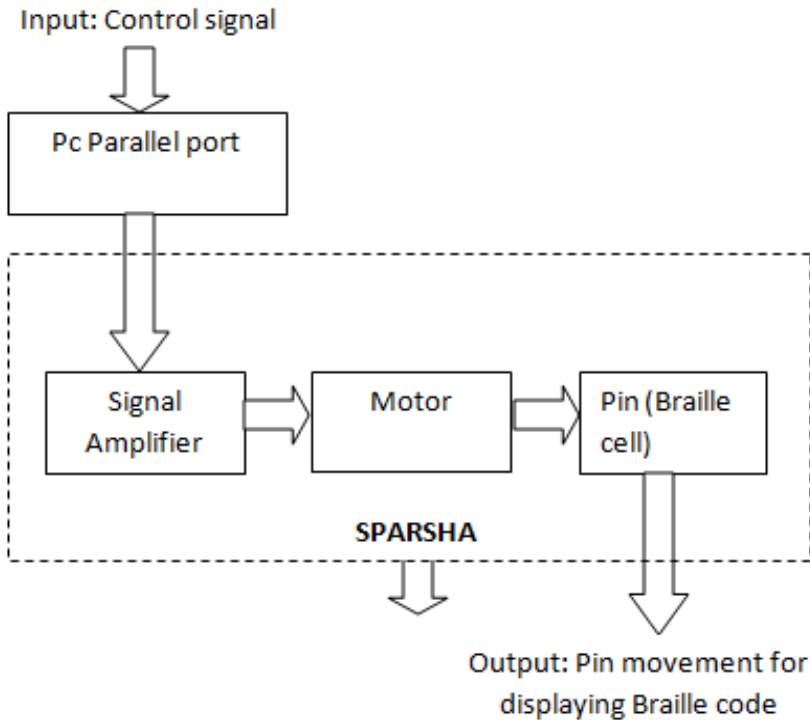 Input: Control signal
Pc Parallel port
Signal
Amplifier
Motor
Pin (Braille
cell)
SPARSHA
Output: Pin movement for
displaying Braille code